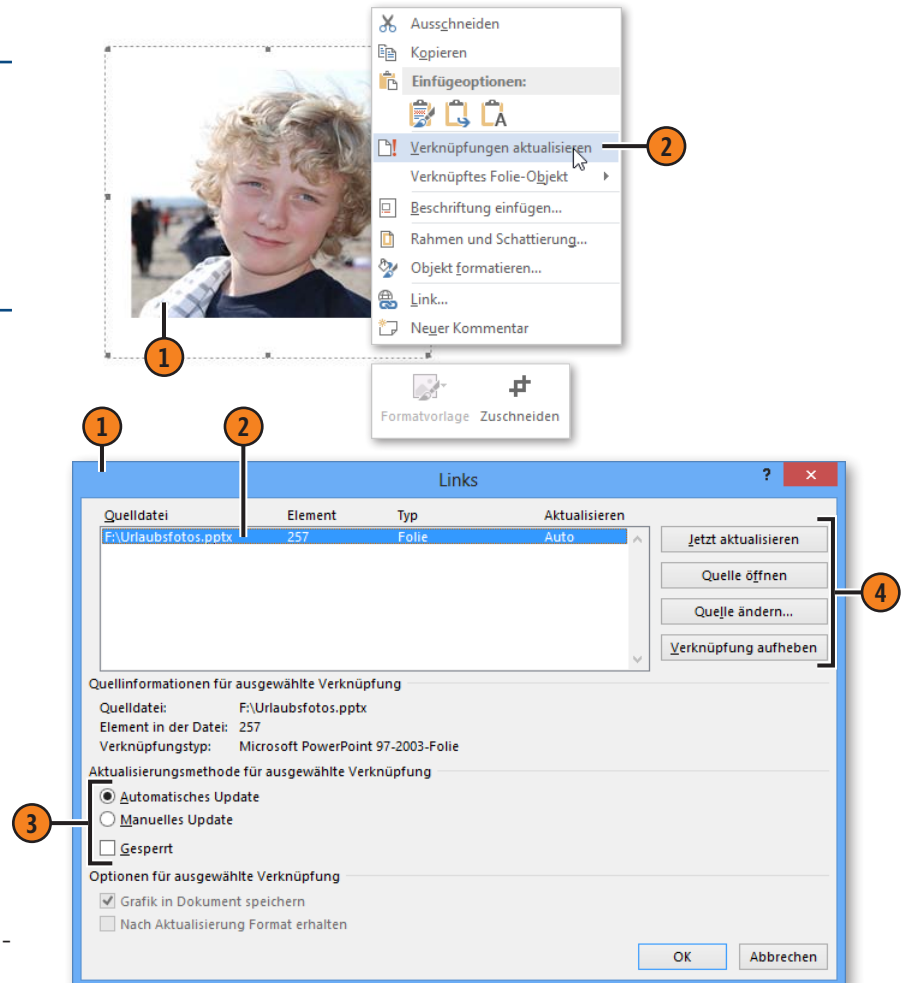 Ausschneiden
Kopieren
Einfügeoptionen:
A
Verknüpfungen aktualisieren
2
Verknüpftes Folie-Objekt
Beschriftung einfügen...
Rahmen und Schattierung...
Objekt formatieren...
Link...
Neuer Kommentar
1
Formatvorlage Zuschneiden
1 2
Links ? ×
Quelldatei Element Typ Aktualisieren
F:\Urlaubsfotos.pptx 257 Folie Auto
Jetzt aktualisieren
Quelle öffnen
4
Quelle ändern...
Verknüpfung aufheben
Quellinformationen für ausgewählte Verknüpfung
Quelldatei: F:\Urlaubsfotos.pptx
Element in der Datei: 257
Verknüpfungstyp: Microsoft PowerPoint 97-2003-Folie
Aktualisierungsmethode für ausgewählte Verknüpfung
Automatisches Update
3
Manuelles Update
Gesperrt
Optionen für ausgewählte Verknüpfung
Grafik in Dokument speichern
Nach Aktualisierung Format erhalten
-
OK Abbrechen